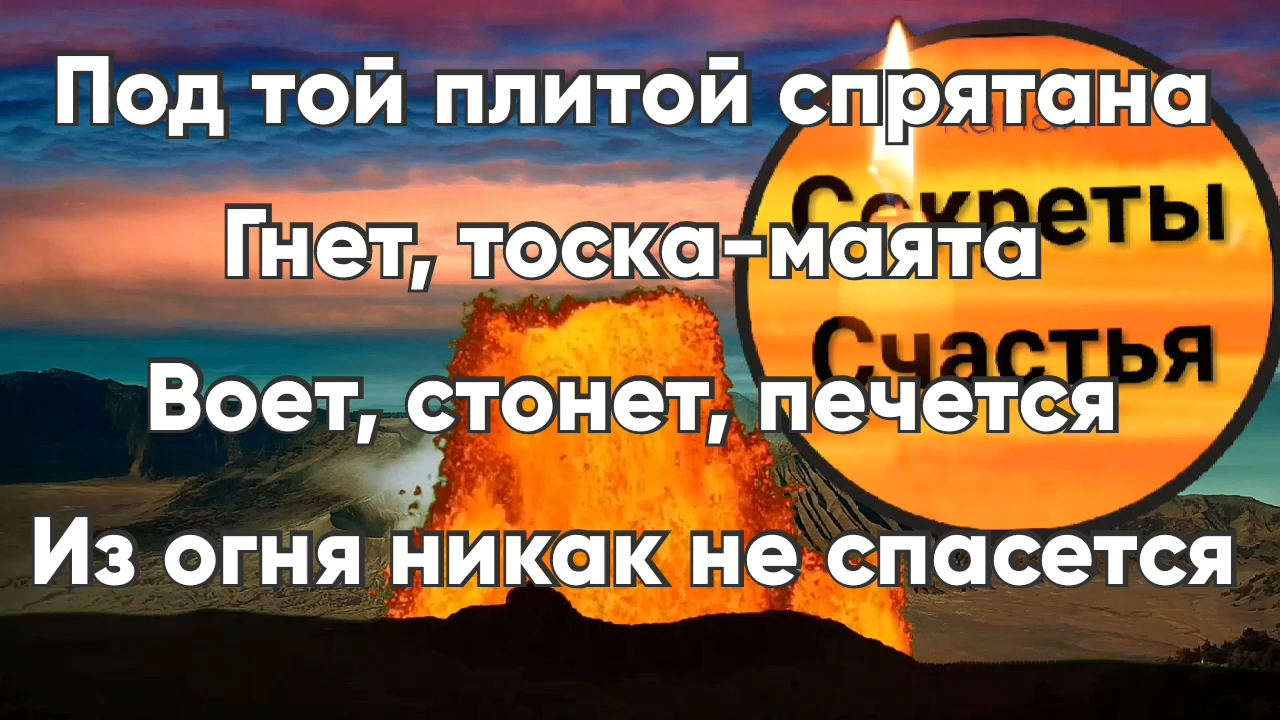 Под той плитой спрятана
Гнет, тоска-маята
Воет, стонет, печется
Из огня никак не спасется
Секреты
Счастья